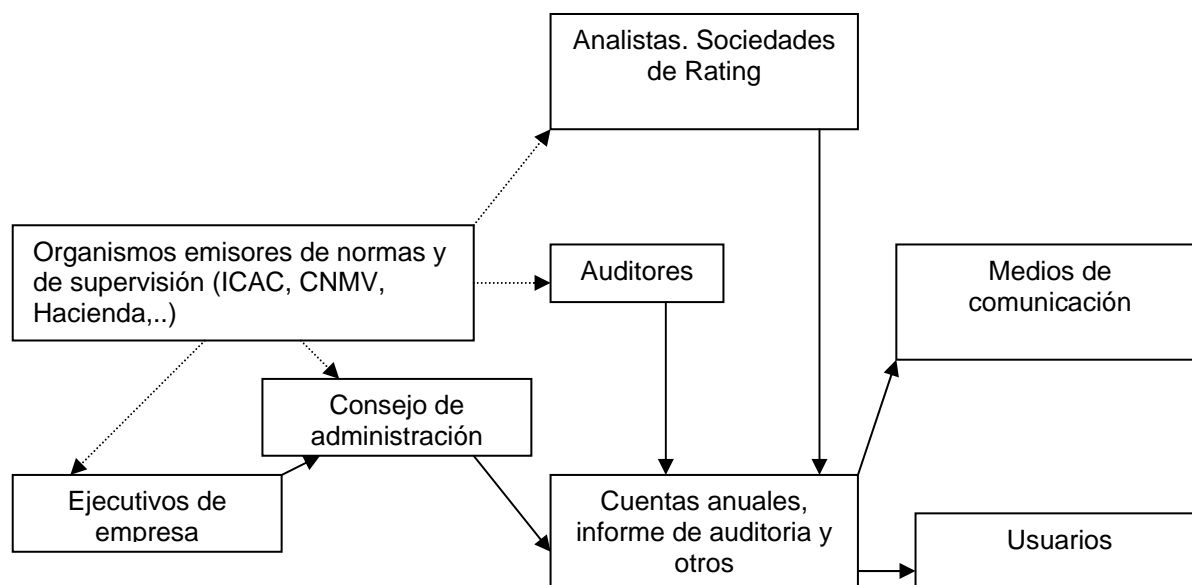 Analistas. Sociedades
de Rating
Organismos emisores de normas y
de supervisión (ICAC, CNMV,
Hacienda,..)
Auditores
Medios de
comunicación
Consejo de
administración
Ejecutivos de
empresa
Cuentas anuales,
informe de auditoria y
otros
Usuarios